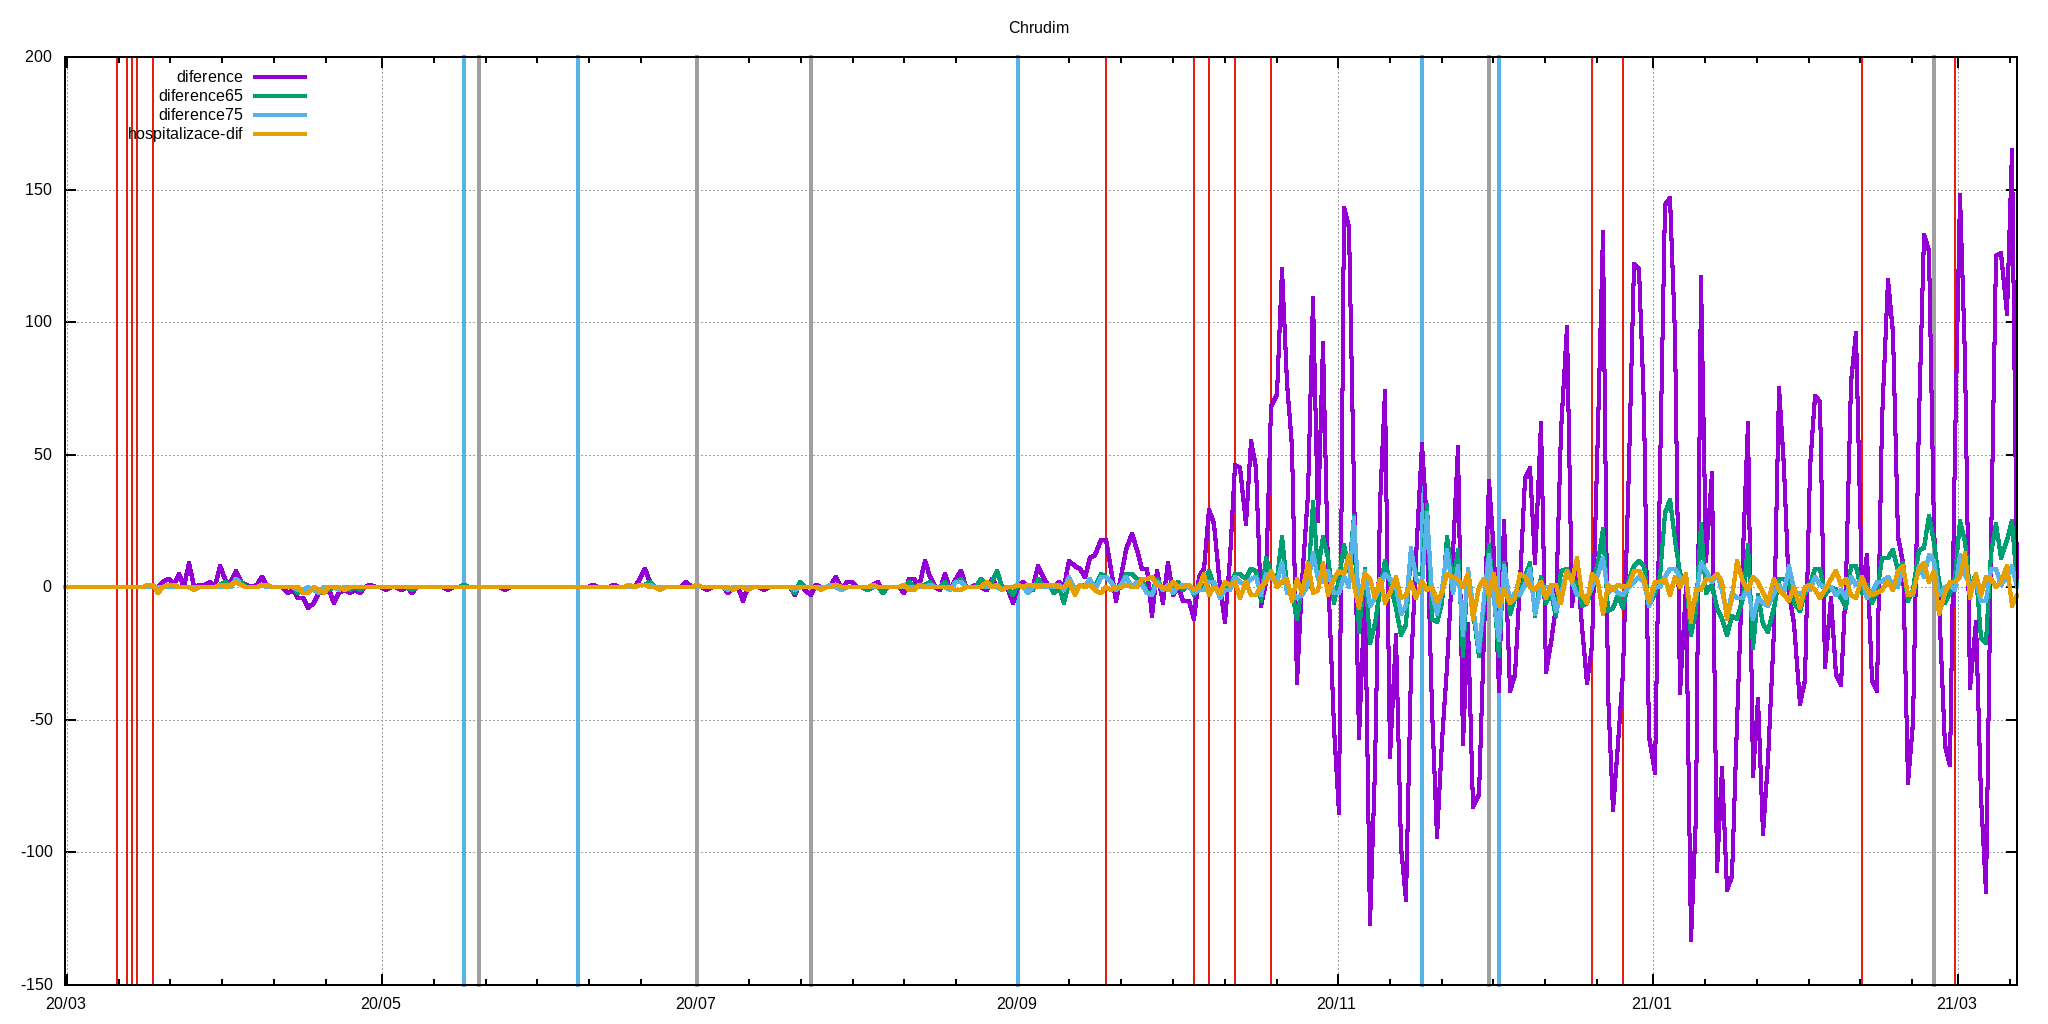 Chrudim
200
diference
diference65
diference75
hospitalizace-dif
150
100
50
0
-50
-100
-150
20/03 20/05 20/07 20/09 20/11 21/01 21/03